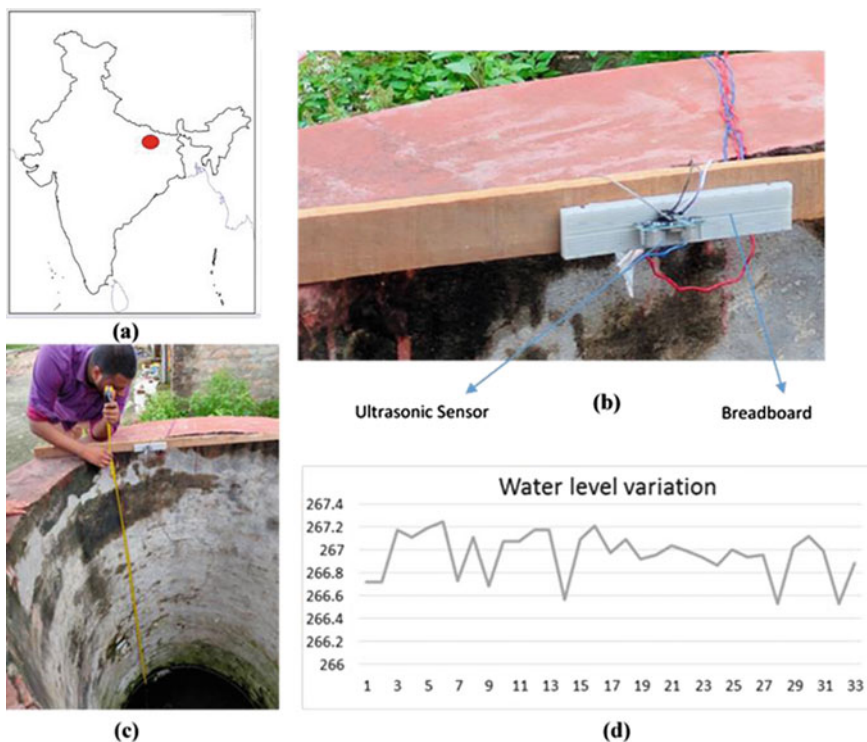 (a)
Ultrasonic Sensor
(b)
Breadboard
(c)
Water level variation
267.4
267.2
267
266.8
266.6
266.4
266.2
266
1 3 5 7 9 11 13 15 17 19 21 23 25 27 29 31 33
(d)